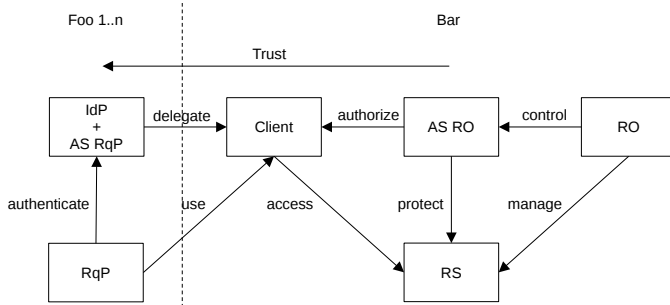 Foo 1..n
Bar
Trust
IdP
+
AS RqP
delegate
Client
authorize
AS RO
control
RO
authenticate
use
access
protect
manage
RqP
RS